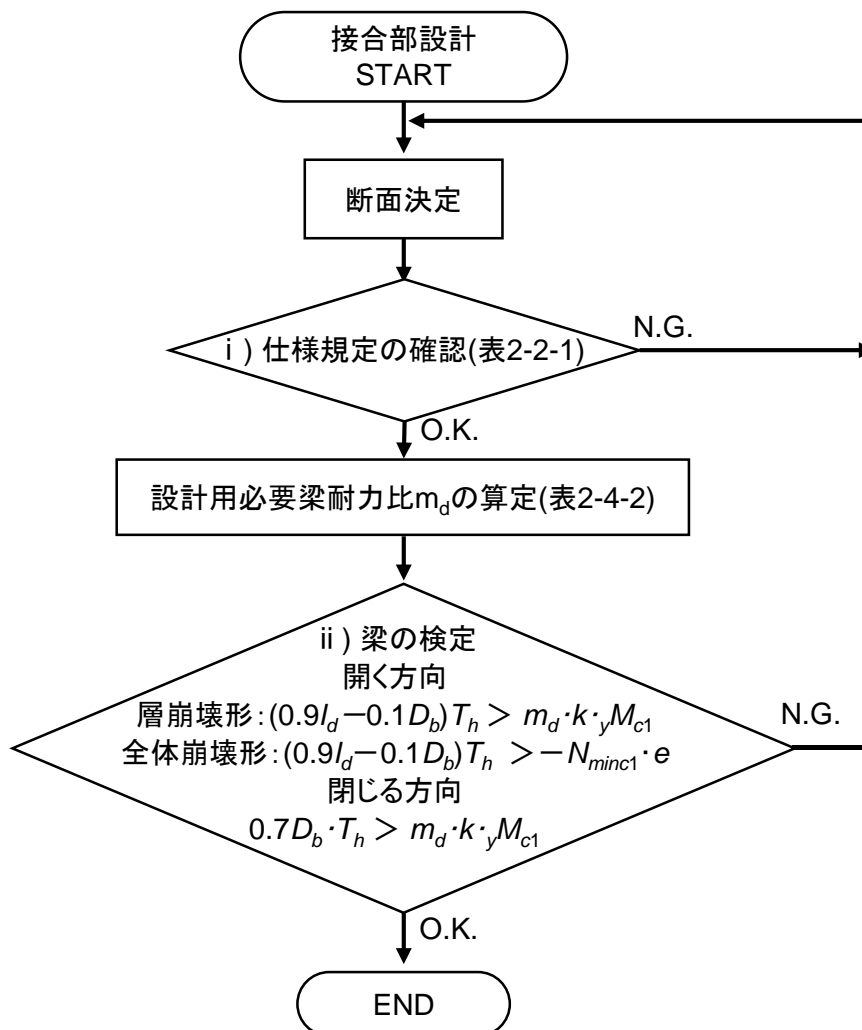 接合部設計
START
断面決定
ⅰ) 仕様規定の確認(表2-2-1)
N.G.
O.K.
設計用必要梁耐力比m_dの算定(表2-4-2)
ⅱ) 梁の検定
開く方向
層崩壊形:(0.9l_d－0.1D_b)T_h ＞ m_d・k・_yM_c1
N.G.
全体崩壊形:(0.9l_d－0.1D_b)T_h ＞－N_minc1・e
閉じる方向
0.7D_b・T_h ＞ m_d・k・_yM_c1
O.K.
END